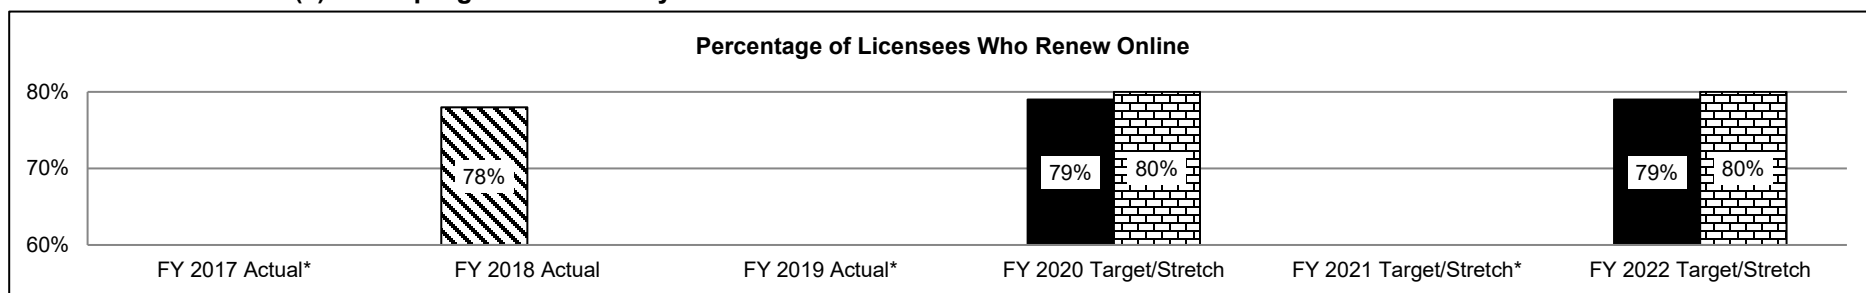 Percentage of Licensees Who Renew Online
80%
70%
60%
78%
79%
80%
79%
80%
FY 2017 Actual*
FY 2018 Actual
FY 2019 Actual*
FY 2020 Target/Stretch
FY 2021 Target/Stretch*
FY 2022 Target/Stretch